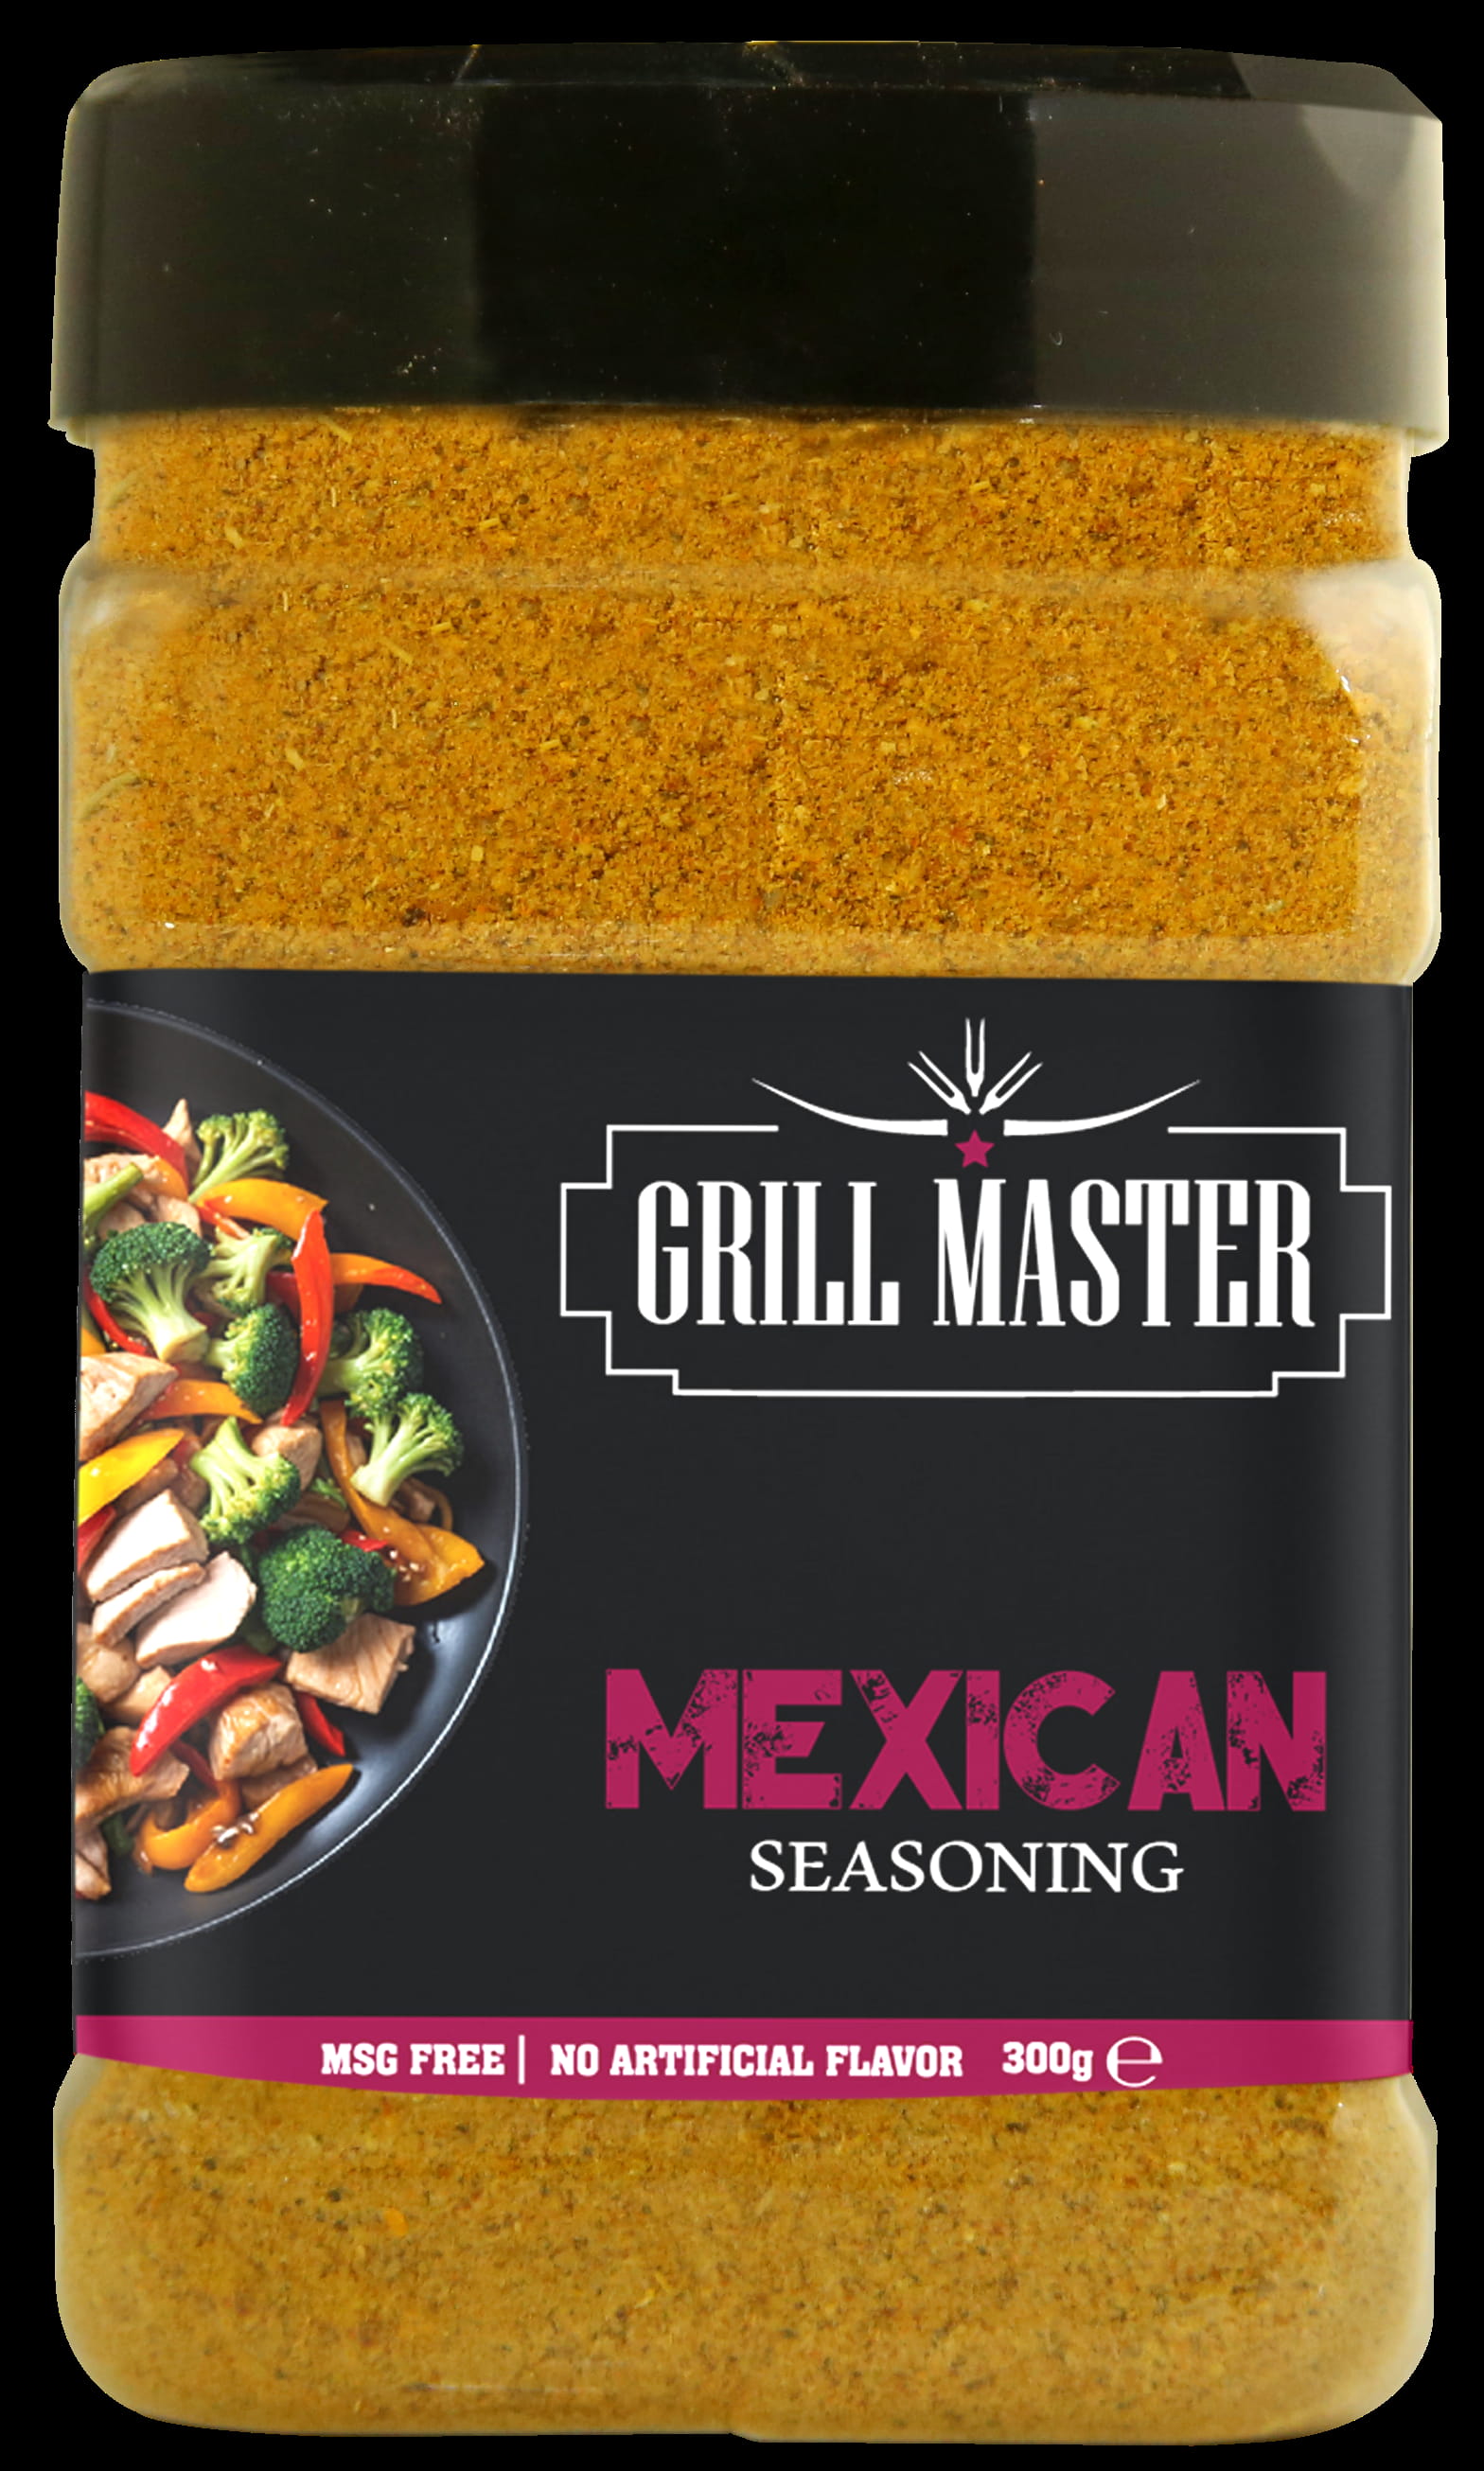 GRILL MASTER
MEXICAN
SEASONING
MSG FREE | NO ARTIFICIAL FLAVOR 300g ℮